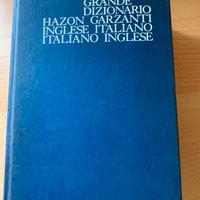 GRANDE
DIZIONARIO
HAZON GARZANTI
INGLESE ITALIANO
ITALIANO INGLESE